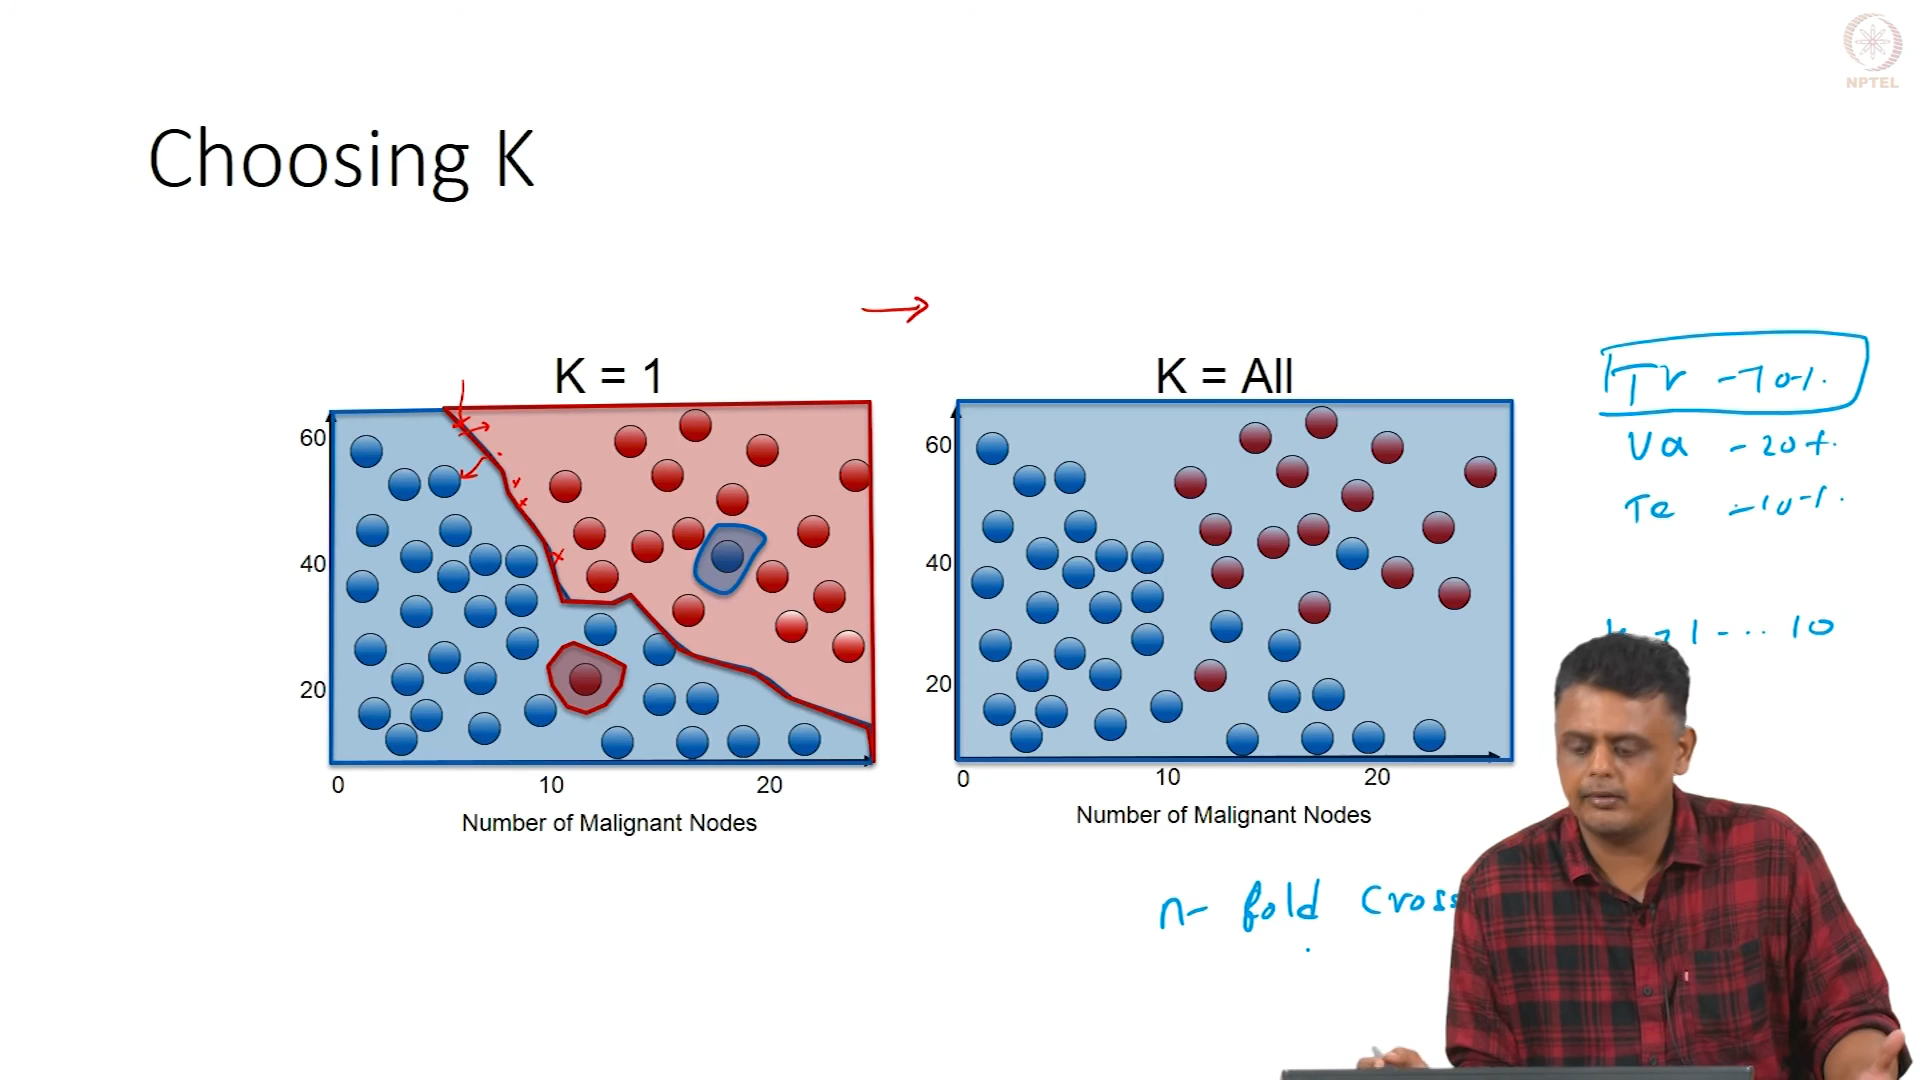 NPTEL
Choosing K
K = 1
60
40
20
0 10 20
Number of Malignant Nodes
K = All
60
40
20
0 10 20
Number of Malignant Nodes
Tr - 70%.
Va - 20%.
Te - 10%.
1 --- 10
n- fold Cross